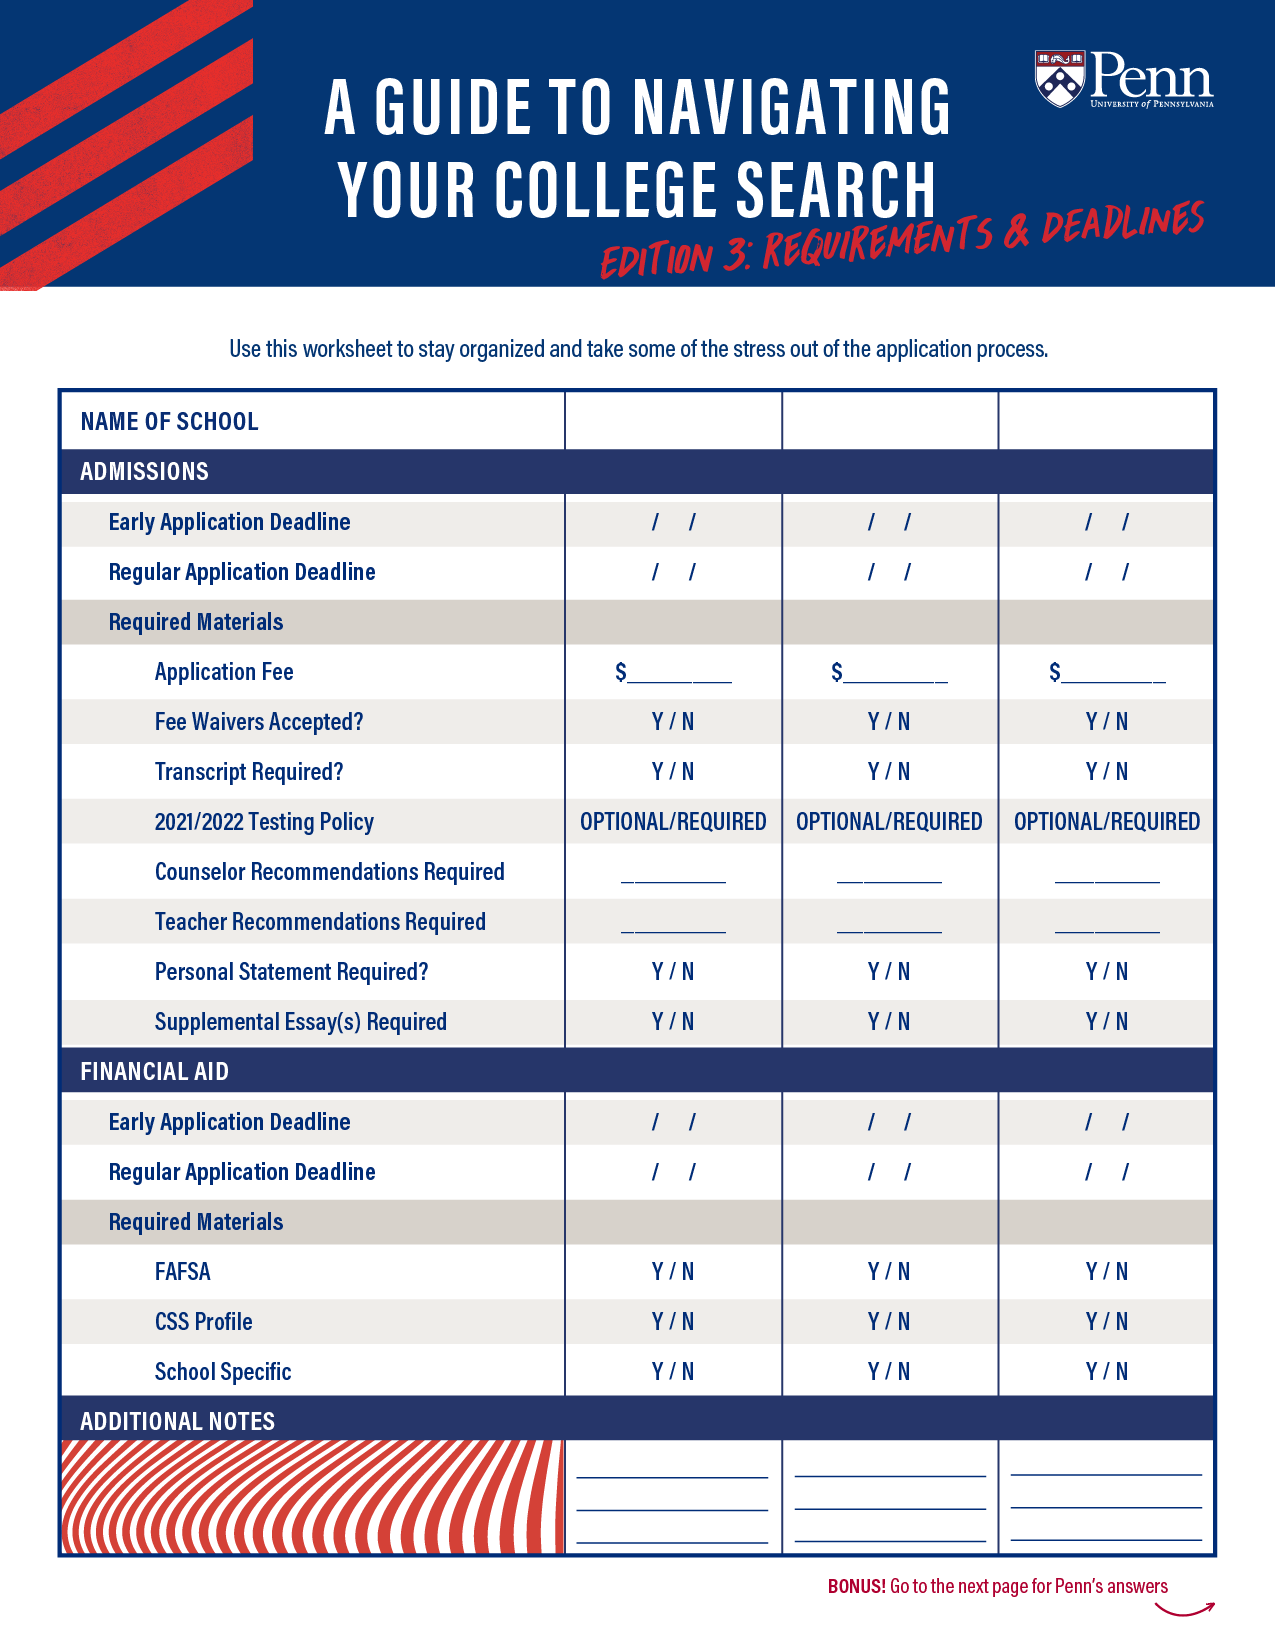 A GUIDE TO NAVIGATING
YOUR COLLEGE SEARCH
EDITION 3: REQUIREMENTS & DEADLINES
Penn
UNIVERSITY of PENNSYLVANIA
Use this worksheet to stay organized and take some of the stress out of the application process.
NAME OF SCHOOL
ADMISSIONS
Early Application Deadline / / / / / /
Regular Application Deadline / / / / / /
Required Materials
Application Fee $________ $________ $________
Fee Waivers Accepted? Y / N Y / N Y / N
Transcript Required? Y / N Y / N Y / N
2021/2022 Testing Policy OPTIONAL/REQUIRED OPTIONAL/REQUIRED OPTIONAL/REQUIRED
Counselor Recommendations Required ________ ________ ________
Teacher Recommendations Required ________ ________ ________
Personal Statement Required? Y / N Y / N Y / N
Supplemental Essay(s) Required Y / N Y / N Y / N
FINANCIAL AID
Early Application Deadline / / / / / /
Regular Application Deadline / / / / / /
Required Materials
FAFSA Y / N Y / N Y / N
CSS Profile Y / N Y / N Y / N
School Specific Y / N Y / N Y / N
ADDITIONAL NOTES
BONUS! Go to the next page for Penn's answers